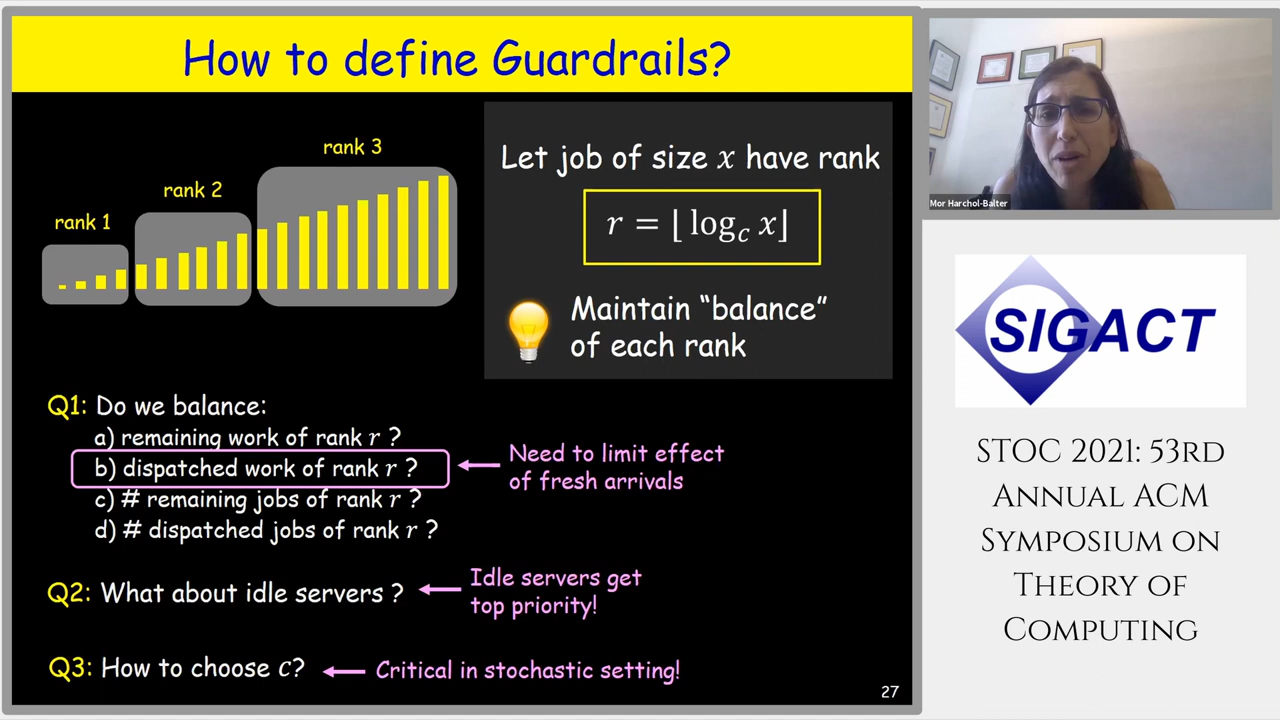 How to define Guardrails?
rank 1
rank 2
rank 3
Let job of size x have rank
r = ⌊ log_c x⌋
Maintain “balance”
of each rank
Q1: Do we balance:
a) remaining work of rank r ?
b) dispatched work of rank r ?
c) # remaining jobs of rank r ?
d) # dispatched jobs of rank r ?
Need to limit effect
of fresh arrivals
Q2: What about idle servers ?
Idle servers get
top priority!
Q3: How to choose c?
Critical in stochastic setting!
27
Mor Harchol-Balter
SIGACT
STOC 2021: 53rd
Annual ACM
Symposium on
Theory of
Computing